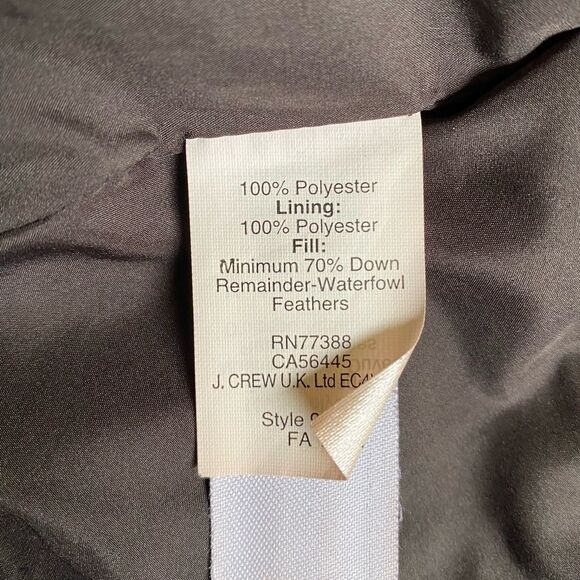 100% Polyester
Lining:
100% Polyester
Fill:
Minimum 70% Down
Remainder-Waterfowl
Feathers
RN77388
CA56445
J. CREW U.K. Ltd
Style
FA